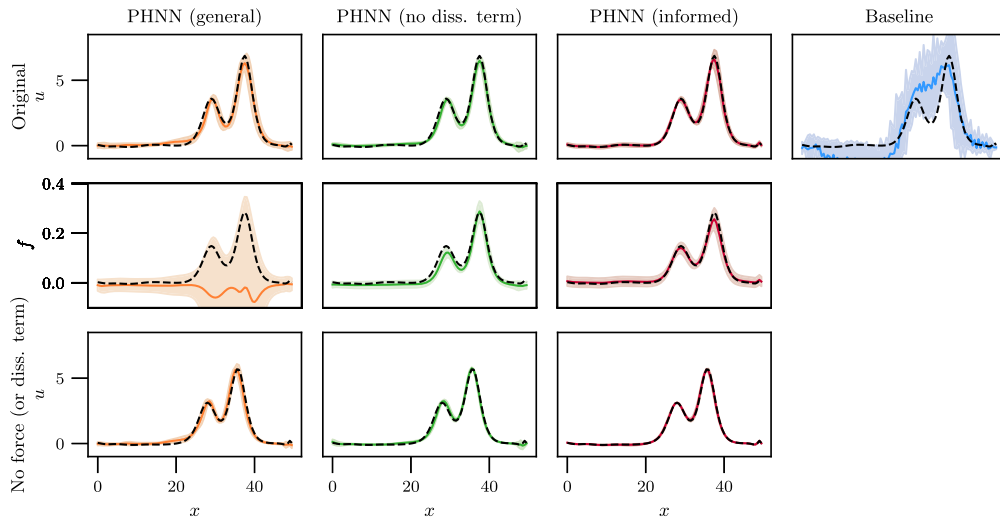 PHNN (general)
PHNN (no diss. term)
PHNN (informed)
Baseline
Original
u
5
0
f
0.4
0.2
0.0
No force (or diss. term)
u
5
0
0
20
40
0
20
40
0
20
40
x
x
x